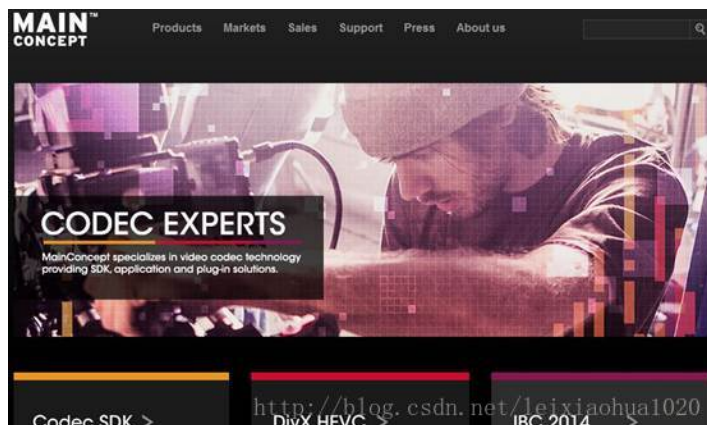 MAIN™
CONCEPT
Products Markets Sales Support Press About us
CODEC EXPERTS
MainConcept specializes in video codec technology
providing SDK, application and plug-in solutions.
Codec SDK >
DivX HEVC >
IBC 2014 >
http://blog.csdn.net/leixiaohua1020